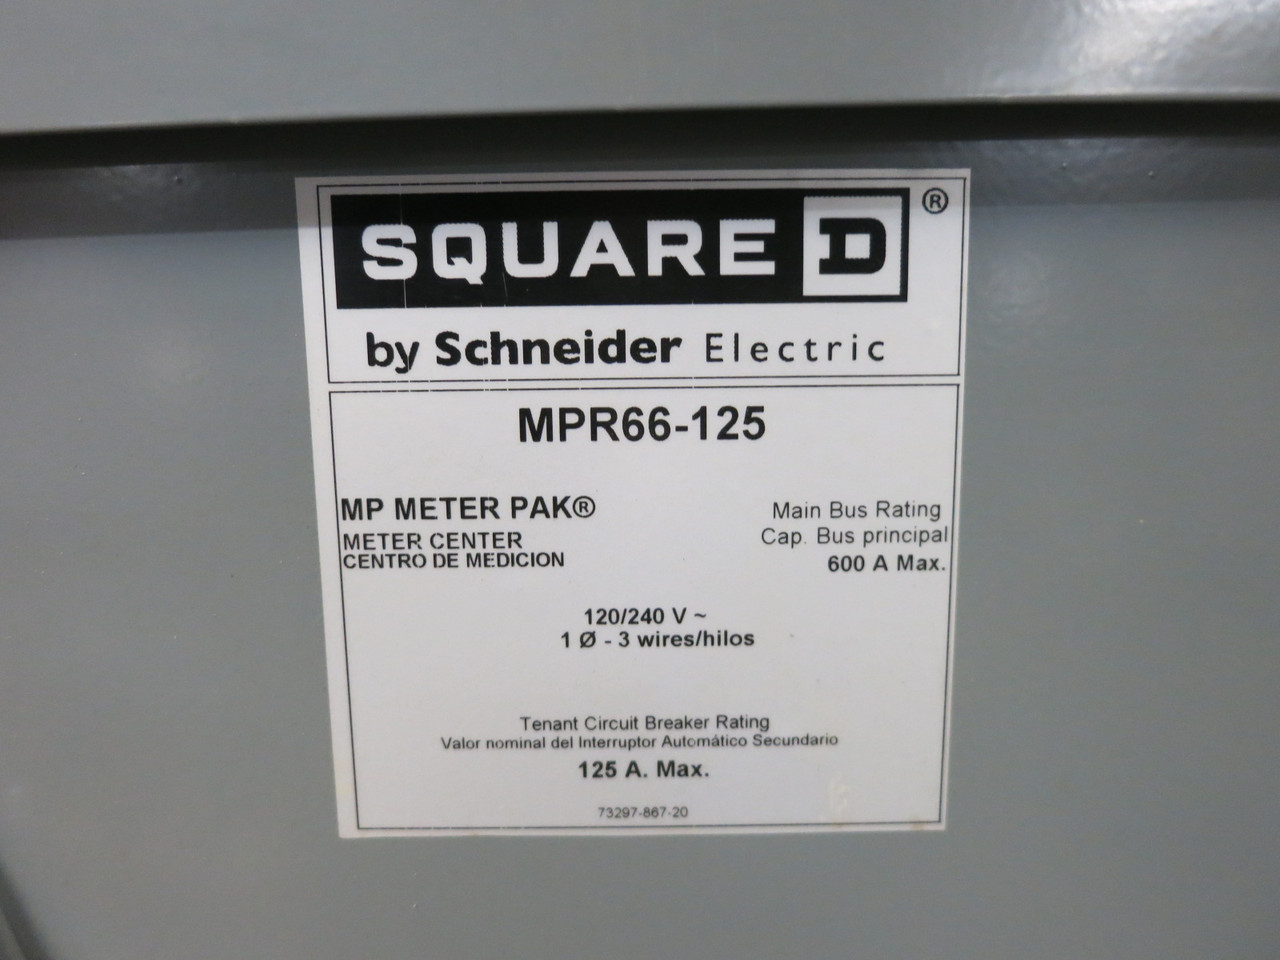 SQUARE D ®
by Schneider Electric
MPR66-125
MP METER PAK®
METER CENTER
CENTRO DE MEDICION
Main Bus Rating
Cap. Bus principal
600 A Max.
120/240 V ~
1 Ø - 3 wires/hilos
Tenant Circuit Breaker Rating
Valor nominal del Interruptor Automático Secundario
125 A. Max.
73297-867-20